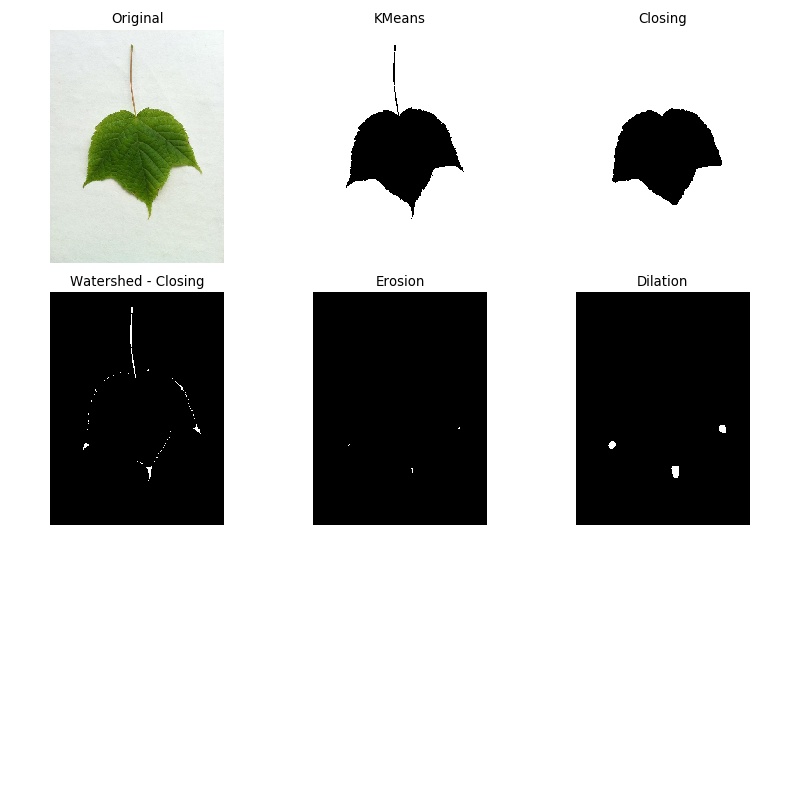 Original
KMeans
Closing
Watershed - Closing
Erosion
Dilation